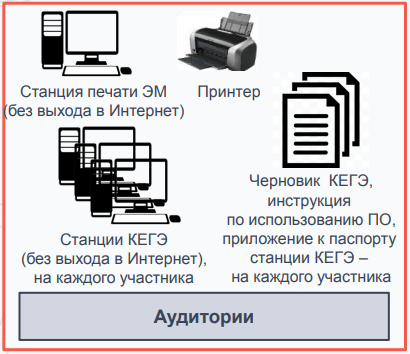 Станция печати ЭМ
(без выхода в Интернет)
Принтер
Станции КЕГЭ
(без выхода в Интернет),
на каждого участника
Черновик КЕГЭ,
инструкция
по использованию ПО,
приложение к паспорту
станции КЕГЭ –
на каждого участника
Аудитории